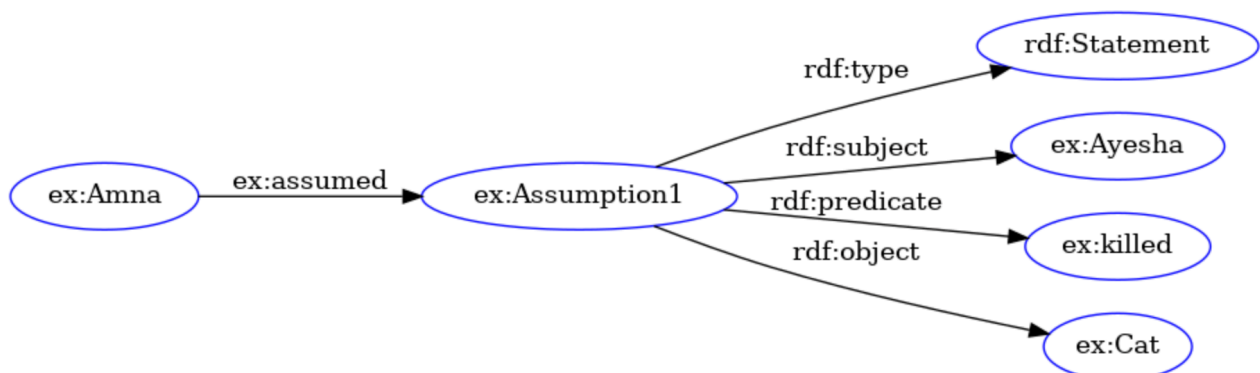 rdf:Statement
rdf:type
rdf:subject
ex:Ayesha
ex:Amna
ex:assumed
ex:Assumption1
rdf:predicate
ex:killed
rdf:object
ex:Cat